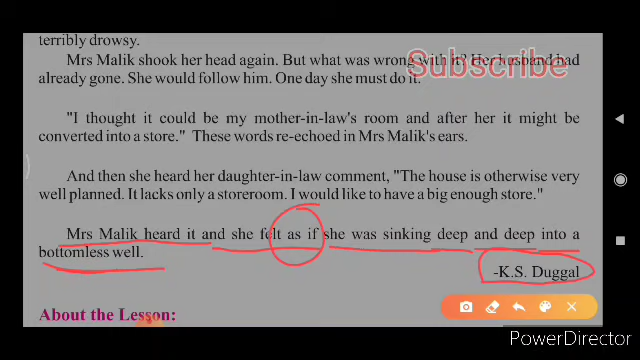 terribly drowsy.
Mrs Malik shook her head again. But what was wrong with it? Her husband had
already gone. She would follow him. One day she must do it.
Subscribe
"I thought it could be my mother-in-law's room and after her it might be
converted into a store." These words re-echoed in Mrs Malik's ears.
And then she heard her daughter-in-law comment, "The house is otherwise very
well planned. It lacks only a storeroom. I would like to have a big enough store."
Mrs Malik heard it and she felt as if she was sinking deep and deep into a
bottomless well.
-K.S. Duggal
About the Lesson:
PowerDirector